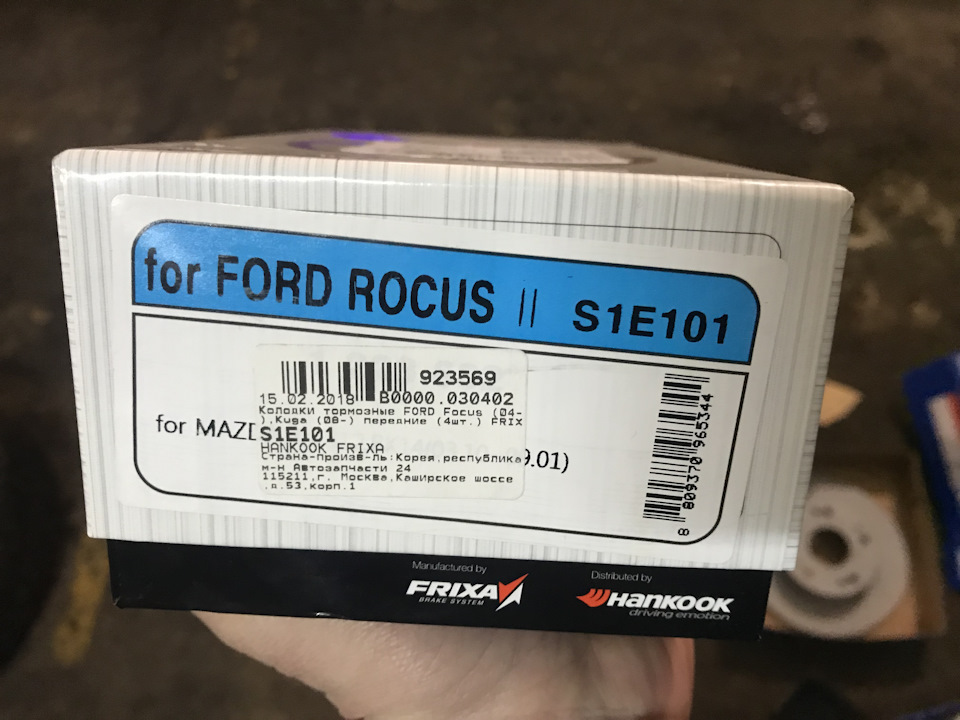 for FORD ROCUS II S1E101
923569
15.02.2018 B0000.030402
Колодки тормозные FORD Focus (04-
),Kuga (08-) передние (4шт.) FRIX
S1E101
HANKOOK FRIXA
Страна-произв-ль:Корея,республика
м-н Автозапчасти 24
115211,г. Москва,Каширское шоссе
,д.53,корп.1
for MAZD
9.01)
8 809370 965344
Manufactured by
FRIXA
BRAKE SYSTEM
Distributed by
HANKOOK
driving emotion